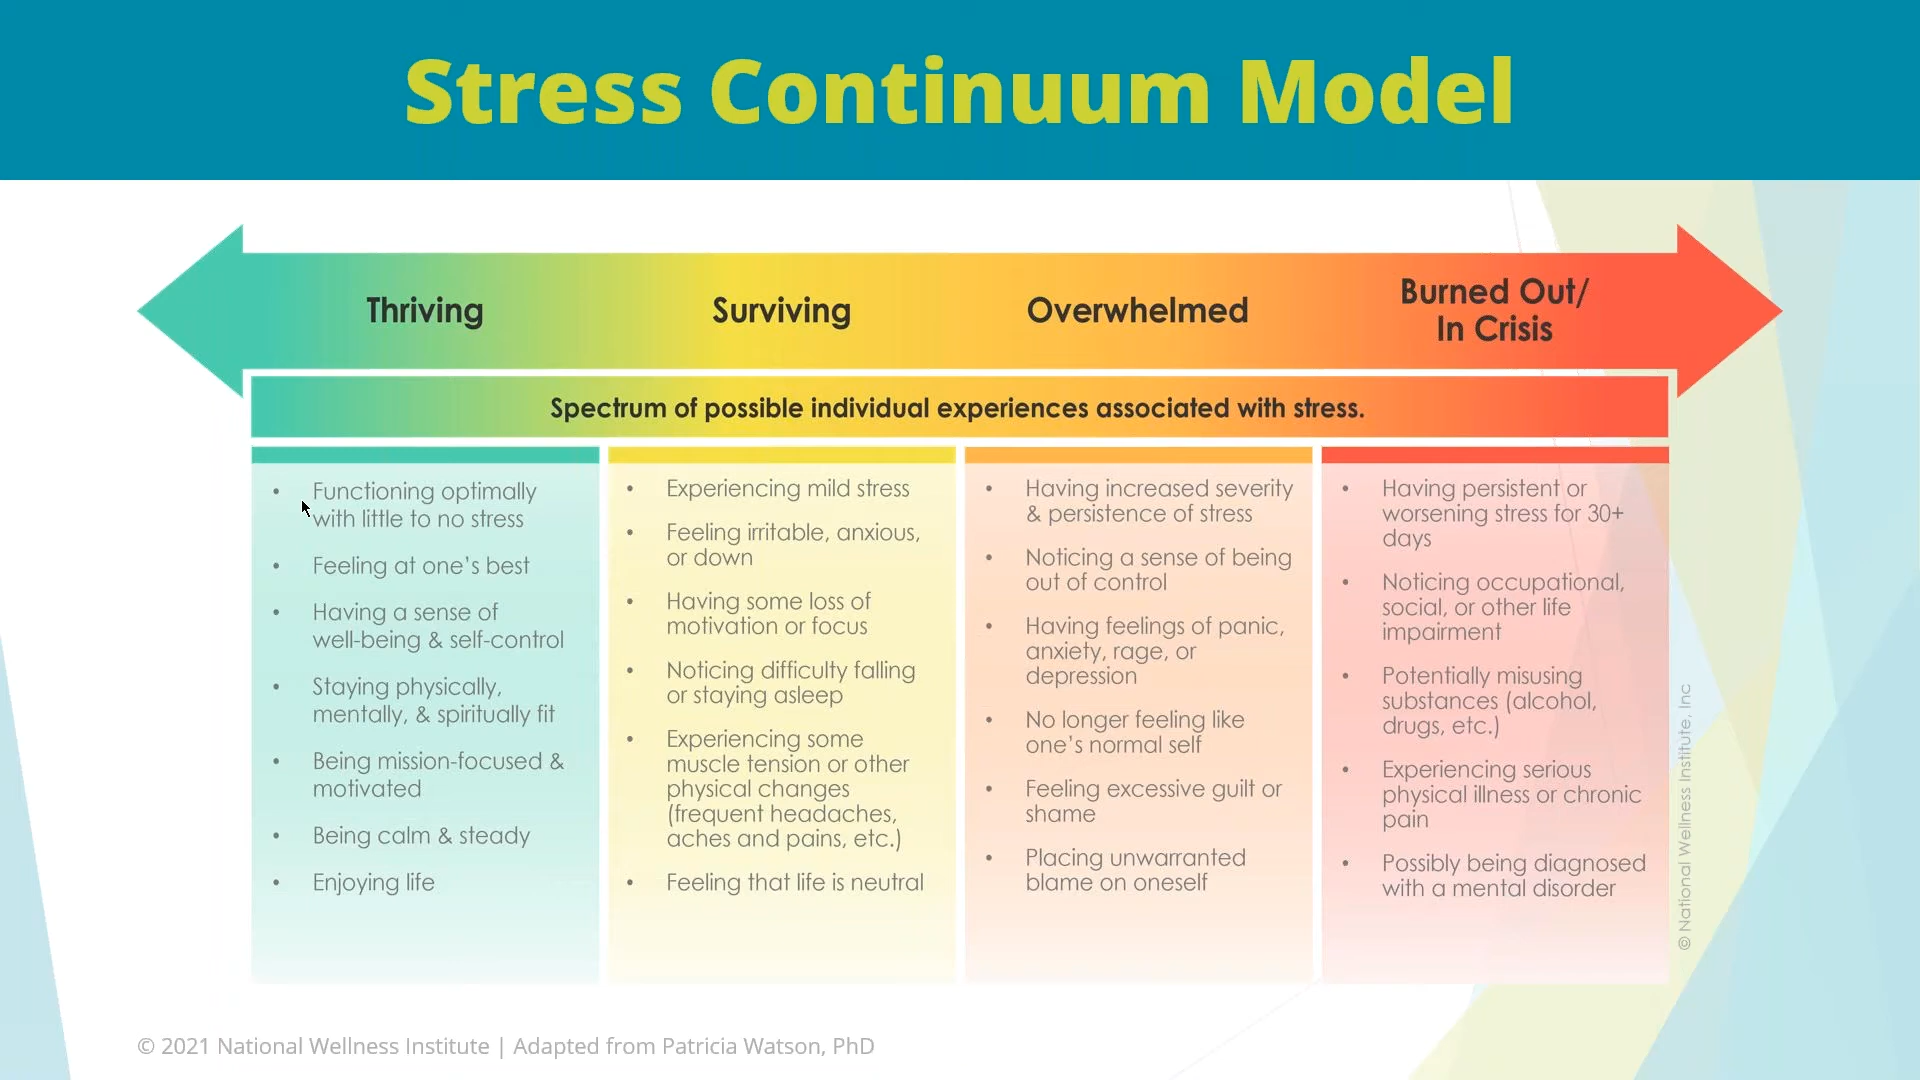 Stress Continuum Model
Thriving
Surviving
Overwhelmed
Burned Out/
In Crisis
Spectrum of possible individual experiences associated with stress.
• Functioning optimally
with little to no stress
• Feeling at one's best
• Having a sense of
well-being & self-control
• Staying physically,
mentally, & spiritually fit
• Being mission-focused &
motivated
• Being calm & steady
• Enjoying life
• Experiencing mild stress
• Feeling irritable, anxious,
or down
• Having some loss of
motivation or focus
• Noticing difficulty falling
or staying asleep
• Experiencing some
muscle tension or other
physical changes
(frequent headaches,
aches and pains, etc.)
• Feeling that life is neutral
• Having increased severity
& persistence of stress
• Noticing a sense of being
out of control
• Having feelings of panic,
anxiety, rage, or
depression
• No longer feeling like
one's normal self
• Feeling excessive guilt or
shame
• Placing unwarranted
blame on oneself
• Having persistent or
worsening stress for 30+
days
• Noticing occupational,
social, or other life
impairment
• Potentially misusing
substances (alcohol,
drugs, etc.)
• Experiencing serious
physical illness or chronic
pain
• Possibly being diagnosed
with a mental disorder
© National Wellness Institute, Inc
© 2021 National Wellness Institute | Adapted from Patricia Watson, PhD